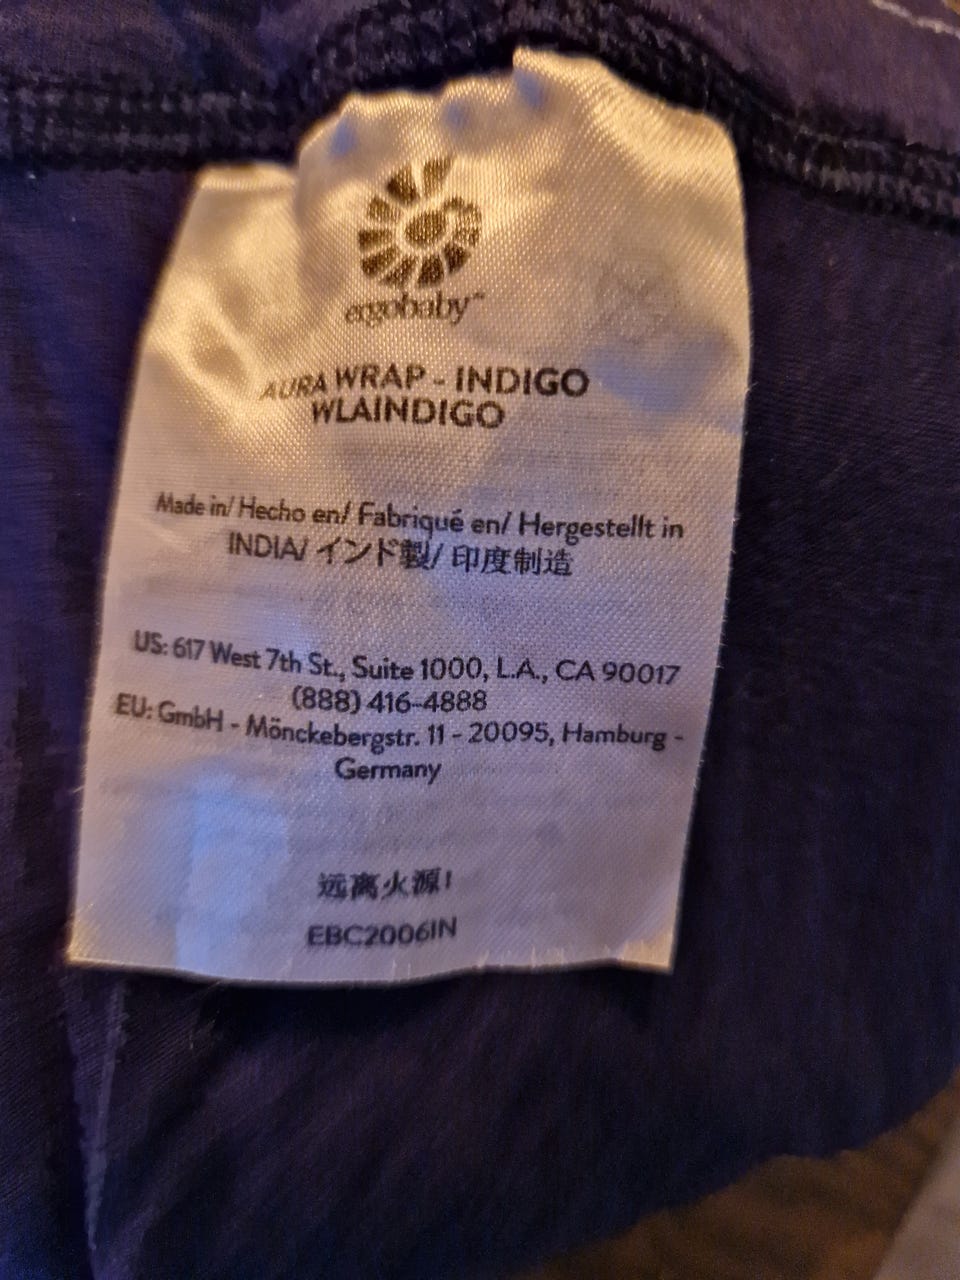 ergobaby™
AURA WRAP - INDIGO
WLAINDIGO
Made in/ Hecho en/ Fabriqué en/ Hergestellt in
INDIA/ インド製/ 印度制造
US: 617 West 7th St., Suite 1000, L.A., CA 90017
(888) 416-4888
EU: GmbH - Mönckebergstr. 11 - 20095, Hamburg -
Germany
远离火源!
EBC2006IN